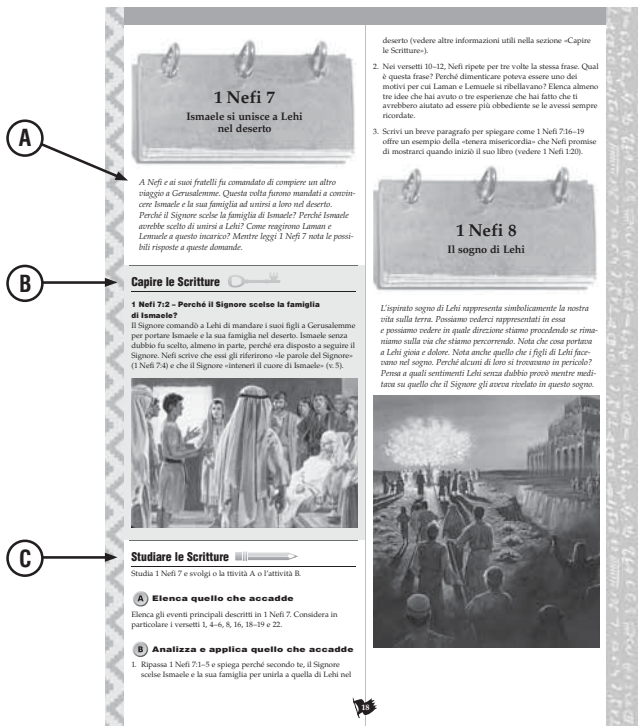 A
B
C
1 Nefi 7
Ismaele si unisce a Lehi
nel deserto
A Nefi e ai suoi fratelli fu comandato di compiere un altro
viaggio a Gerusalemme. Questa volta furono mandati a convin-
cere Ismaele e la sua famiglia ad unirsi a loro nel deserto.
Perché il Signore scelse la famiglia di Ismaele? Perché Ismaele
avrebbe scelto di unirsi a Lehi? Come reagirono Laman e
Lemuele a questo incarico? Mentre leggi 1 Nefi 7 nota le possi-
bili risposte a queste domande.
Capire le Scritture
1 Nefi 7:2 – Perché il Signore scelse la famiglia
di Ismaele?
Il Signore comandò a Lehi di mandare i suoi figli a Gerusalemme
per portare Ismaele e la sua famiglia nel deserto. Ismaele senza
dubbio fu scelto, almeno in parte, perché era disposto a seguire il
Signore. Nefi scrive che essi gli riferirono «le parole del Signore»
(1 Nefi 7:4) e che il Signore «intenerì il cuore di Ismaele» (v. 5).
Studiare le Scritture
Studia 1 Nefi 7 e svolgi o la ttività A o l'attività B.
A Elenca quello che accadde
Elenca gli eventi principali descritti in 1 Nefi 7. Considera in
particolare i versetti 1, 4–6, 8, 16, 18–19 e 22.
B Analizza e applica quello che accadde
1. Ripassa 1 Nefi 7:1–5 e spiega perché secondo te, il Signore
scelse Ismaele e la sua famiglia per unirla a quella di Lehi nel
deserto (vedere altre informazioni utili nella sezione «Capire
le Scritture»).
2. Nei versetti 10–12, Nefi ripete per tre volte la stessa frase. Qual
è questa frase? Perché dimenticare poteva essere uno dei
motivi per cui Laman e Lemuele si ribellavano? Elenca almeno
tre idee che hai avuto o tre esperienze che hai fatto che ti
avrebbero aiutato ad essere più obbediente se le avessi sempre
ricordate.
3. Scrivi un breve paragrafo per spiegare come 1 Nefi 7:16–19
offre un esempio della «tenera misericordia» che Nefi promise
di mostrarci quando iniziò il suo libro (vedere 1 Nefi 1:20).
1 Nefi 8
Il sogno di Lehi
L'ispirato sogno di Lehi rappresenta simbolicamente la nostra
vita sulla terra. Possiamo vederci rappresentati in essa
e possiamo vedere in quale direzione stiamo procedendo se rima-
niamo sulla via che stiamo percorrendo. Nota che cosa portava
a Lehi gioia e dolore. Nota anche quello che i figli di Lehi face-
vano nel sogno. Perché alcuni di loro si trovavano in pericolo?
Pensa a quali sentimenti Lehi senza dubbio provò mentre medi-
tava su quello che il Signore gli aveva rivelato in questo sogno.
18